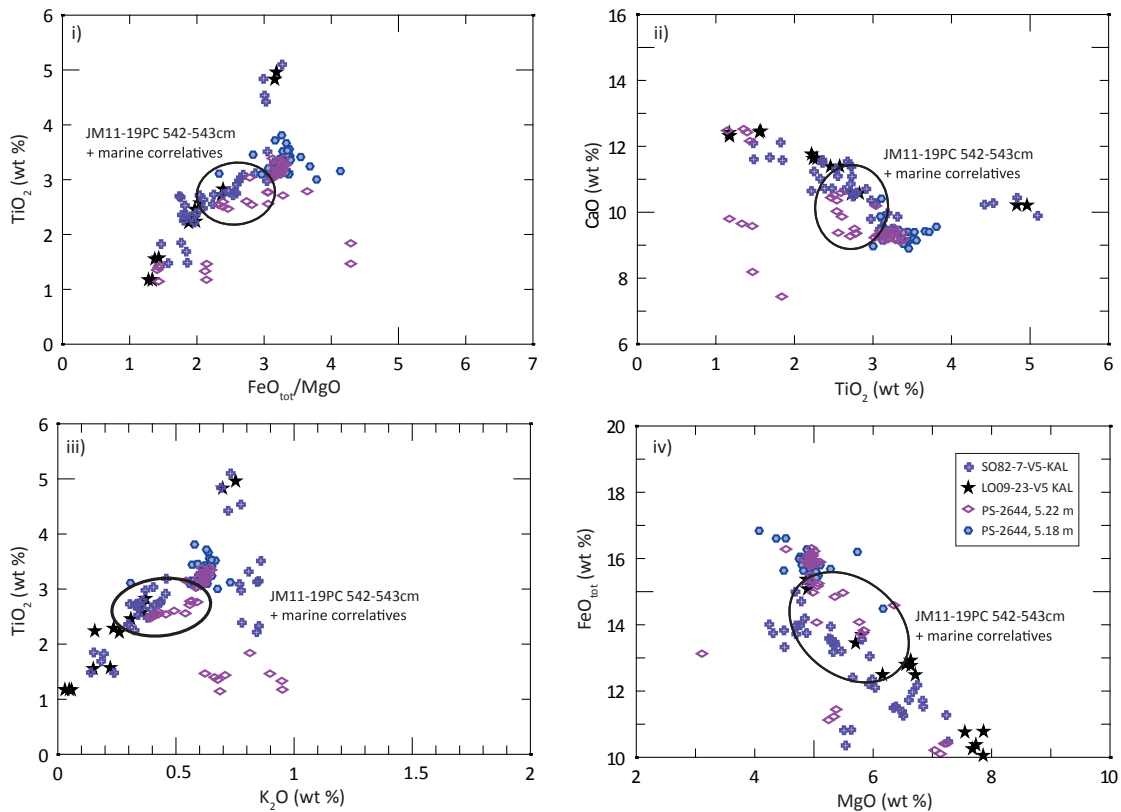 i)
6
5
4
3
2
1
0
TiO2 (wt %)
JM11-19PC 542-543cm
+ marine correlatives
0 1 2 3 4 5 6 7
FeOtot/MgO
ii)
16
14
12
10
8
6
CaO (wt %)
JM11-19PC 542-543cm
+ marine correlatives
0 1 2 3 4 5 6
TiO2 (wt %)
iii)
6
5
4
3
2
1
0
TiO2 (wt %)
JM11-19PC 542-543cm
+ marine correlatives
0 0.5 1 1.5 2
K2O (wt %)
iv)
20
18
16
14
12
10
FeOtot (wt %)
SO82-7-V5-KAL
LO09-23-V5 KAL
PS-2644, 5.22 m
PS-2644, 5.18 m
JM11-19PC 542-543cm
+ marine correlatives
2 4 6 8 10
MgO (wt %)